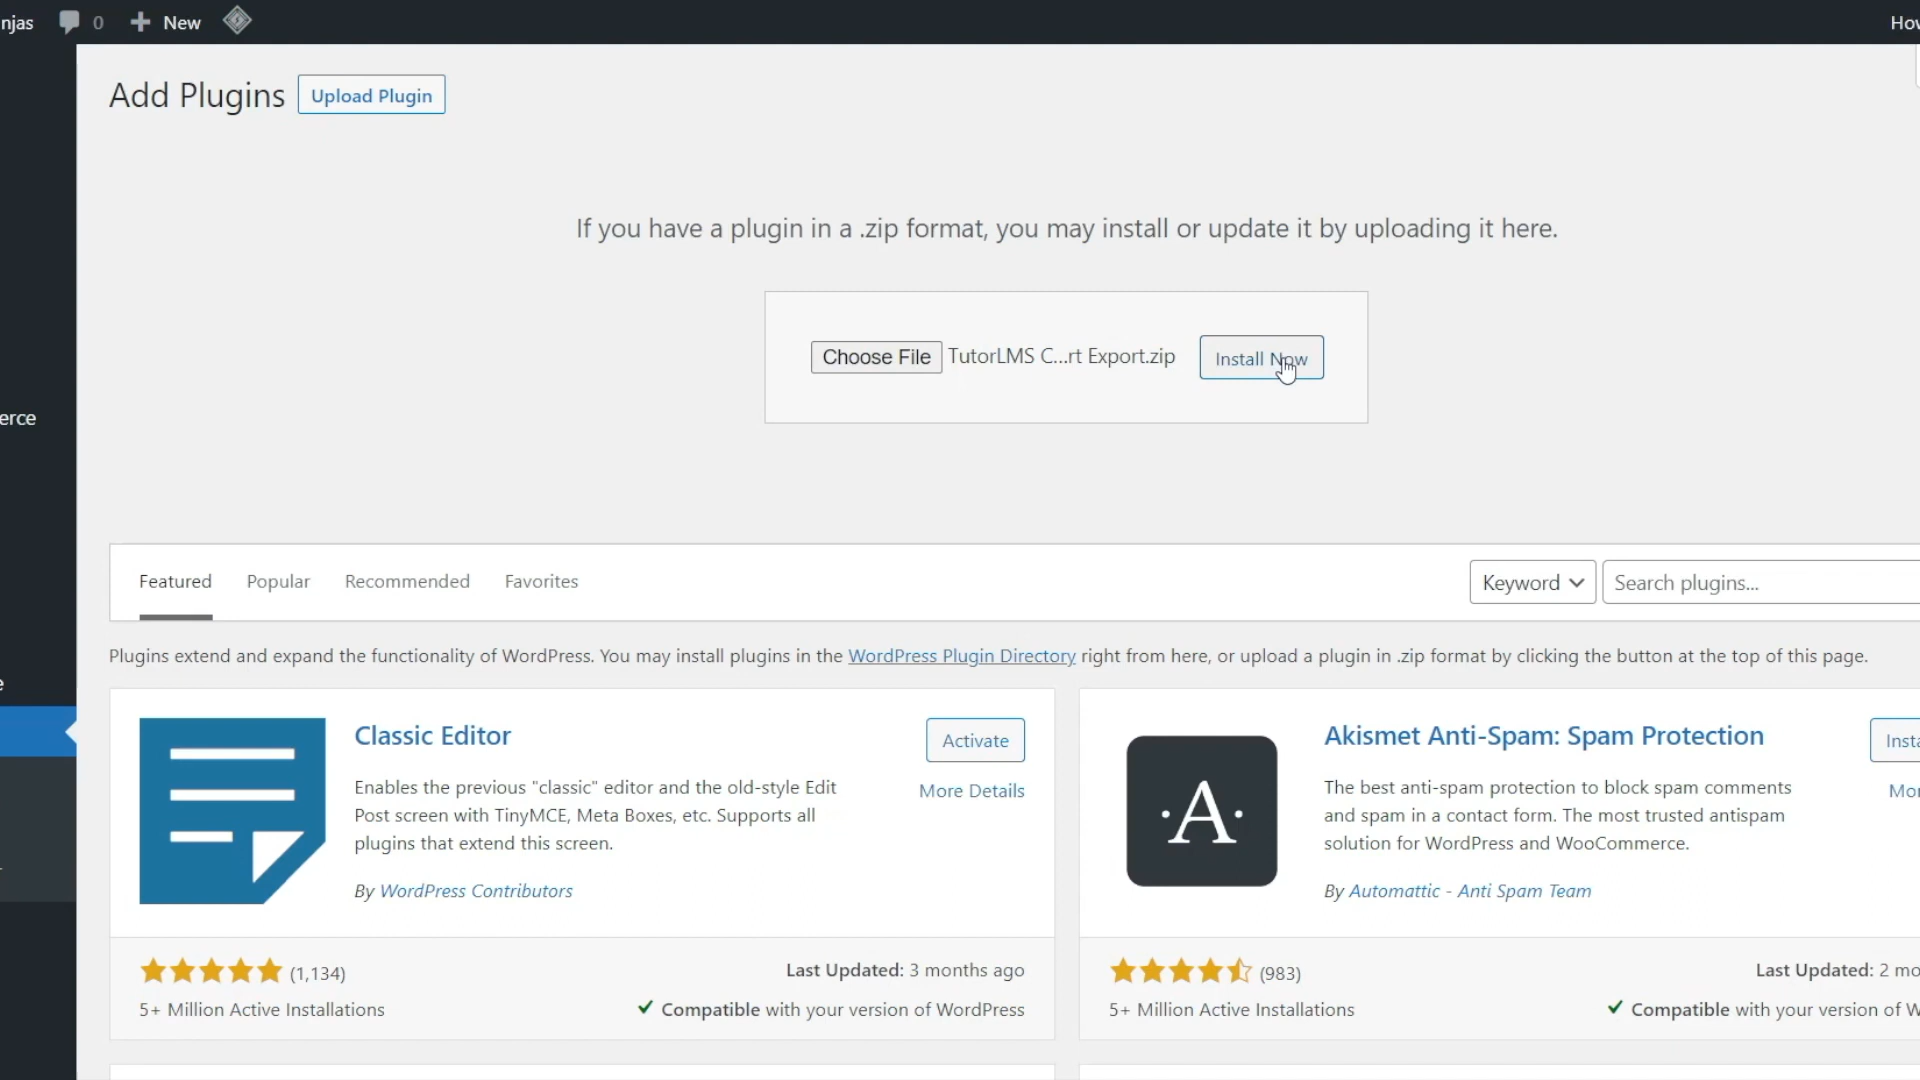 njas 0 New How
Add Plugins Upload Plugin
If you have a plugin in a .zip format, you may install or update it by uploading it here.
Choose File TutorLMS C...rt Export.zip Install Now
erce
Featured Popular Recommended Favorites Keyword Search plugins...
Plugins extend and expand the functionality of WordPress. You may install plugins in the WordPress Plugin Directory right from here, or upload a plugin in .zip format by clicking the button at the top of this page.
e
Classic Editor
Activate
More Details
Enables the previous "classic" editor and the old-style Edit
Post screen with TinyMCE, Meta Boxes, etc. Supports all
plugins that extend this screen.
By WordPress Contributors
(1,134)
Last Updated: 3 months ago
5+ Million Active Installations
Compatible with your version of WordPress
·A·
Akismet Anti-Spam: Spam Protection
Insta
Mor
The best anti-spam protection to block spam comments
and spam in a contact form. The most trusted antispam
solution for WordPress and WooCommerce.
By Automattic - Anti Spam Team
(983)
Last Updated: 2 mo
5+ Million Active Installations
Compatible with your version of W